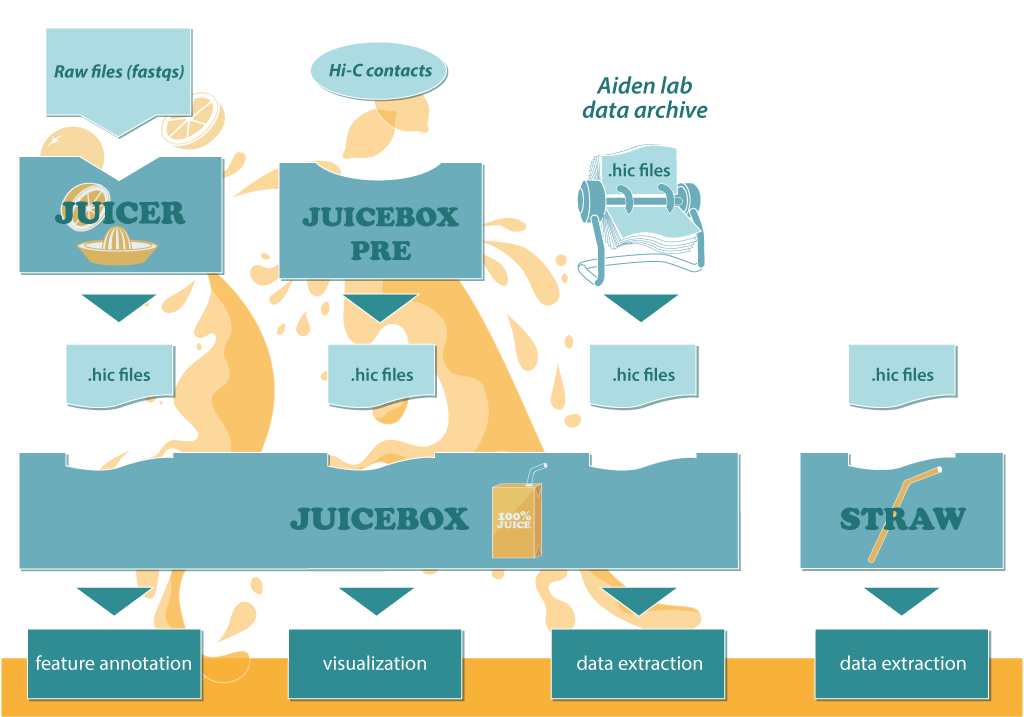 Raw files (fastqs)
Hi-C contacts
Aiden lab
data archive
.hic files
JUICER
JUICEBOX
PRE
.hic files
.hic files
.hic files
.hic files
JUICEBOX
100%
JUICE
STRAW
feature annotation
visualization
data extraction
data extraction